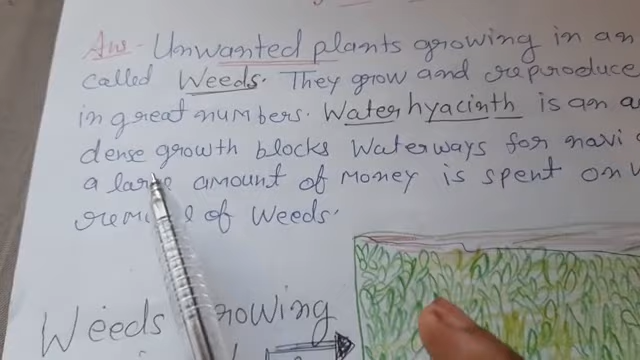 Ans - Unwanted plants growing in an
called Weeds. They grow and reproduce
in great numbers. Water hyacinth is an
dense growth blocks Waterways for navi
a large amount of money is spent on
of Weeds.
Weeds growing